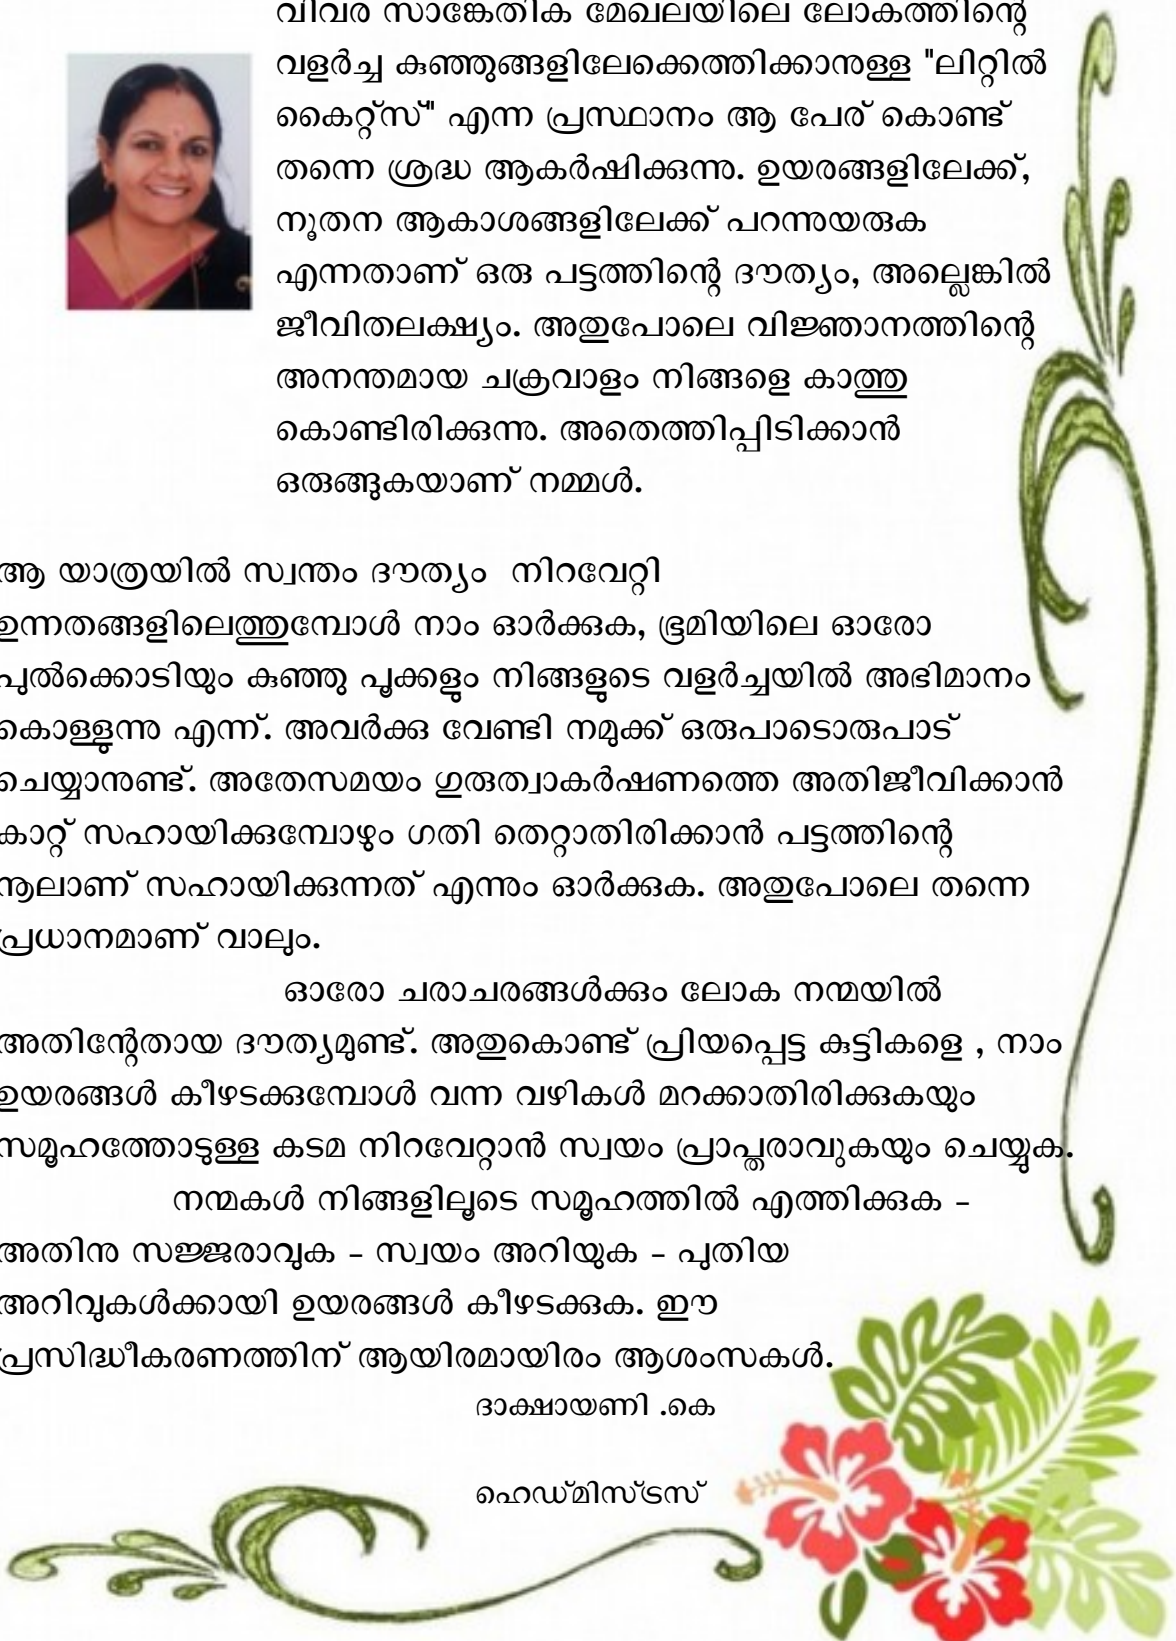 വിവര സാങ്കേതിക മേഖലയിലെ ലോകത്തിന്റെ
വളർച്ച കുഞ്ഞുങ്ങളിലേക്കെത്തിക്കാനുള്ള "ലിറ്റിൽ
കൈറ്റ്സ്" എന്ന പ്രസ്ഥാനം ആ പേര് കൊണ്ട്
തന്നെ ശ്രദ്ധ ആകർഷിക്കുന്നു. ഉയരങ്ങളിലേക്ക്,
നൂതന ആകാശങ്ങളിലേക്ക് പറന്നുയരുക
എന്നതാണ് ഒരു പട്ടത്തിന്റെ ദൗത്യം, അല്ലെങ്കിൽ
ജീവിതലക്ഷ്യം. അതുപോലെ വിജ്ഞാനത്തിന്റെ
അനന്തമായ ചക്രവാളം നിങ്ങളെ കാത്തു
കൊണ്ടിരിക്കുന്നു. അതെത്തിപ്പിടിക്കാൻ
ഒരുങ്ങുകയാണ് നമ്മൾ.
ആ യാത്രയിൽ സ്വന്തം ദൗത്യം നിറവേറ്റി
ഉന്നതങ്ങളിലെത്തുമ്പോൾ നാം ഓർക്കുക, ഭൂമിയിലെ ഓരോ
പുൽക്കൊടിയും കുഞ്ഞു പൂക്കളും നിങ്ങളുടെ വളർച്ചയിൽ അഭിമാനം
കൊള്ളുന്നു എന്ന്. അവർക്കു വേണ്ടി നമുക്ക് ഒരുപാടൊരുപാട്
ചെയ്യാനുണ്ട്. അതേസമയം ഗുരുത്വാകർഷണത്തെ അതിജീവിക്കാൻ
കാറ്റ് സഹായിക്കുമ്പോഴും ഗതി തെറ്റാതിരിക്കാൻ പട്ടത്തിന്റെ
നൂലാണ് സഹായിക്കുന്നത് എന്നും ഓർക്കുക. അതുപോലെ തന്നെ
പ്രധാനമാണ് വാലും.
ഓരോ ചരാചരങ്ങൾക്കും ലോക നന്മയിൽ
അതിന്റേതായ ദൗത്യമുണ്ട്. അതുകൊണ്ട് പ്രിയപ്പെട്ട കുട്ടികളെ , നാം
ഉയരങ്ങൾ കീഴടക്കുമ്പോൾ വന്ന വഴികൾ മറക്കാതിരിക്കുകയും
സമൂഹത്തോടുള്ള കടമ നിറവേറ്റാൻ സ്വയം പ്രാപ്തരാവുകയും ചെയ്യുക.
നന്മകൾ നിങ്ങളിലൂടെ സമൂഹത്തിൽ എത്തിക്കുക –
അതിനു സജ്ജരാവുക – സ്വയം അറിയുക – പുതിയ
അറിവുകൾക്കായി ഉയരങ്ങൾ കീഴടക്കുക. ഈ
പ്രസിദ്ധീകരണത്തിന് ആയിരമായിരം ആശംസകൾ.
ദാക്ഷായണി .കെ
ഹെഡ്മിസ്ട്രസ്